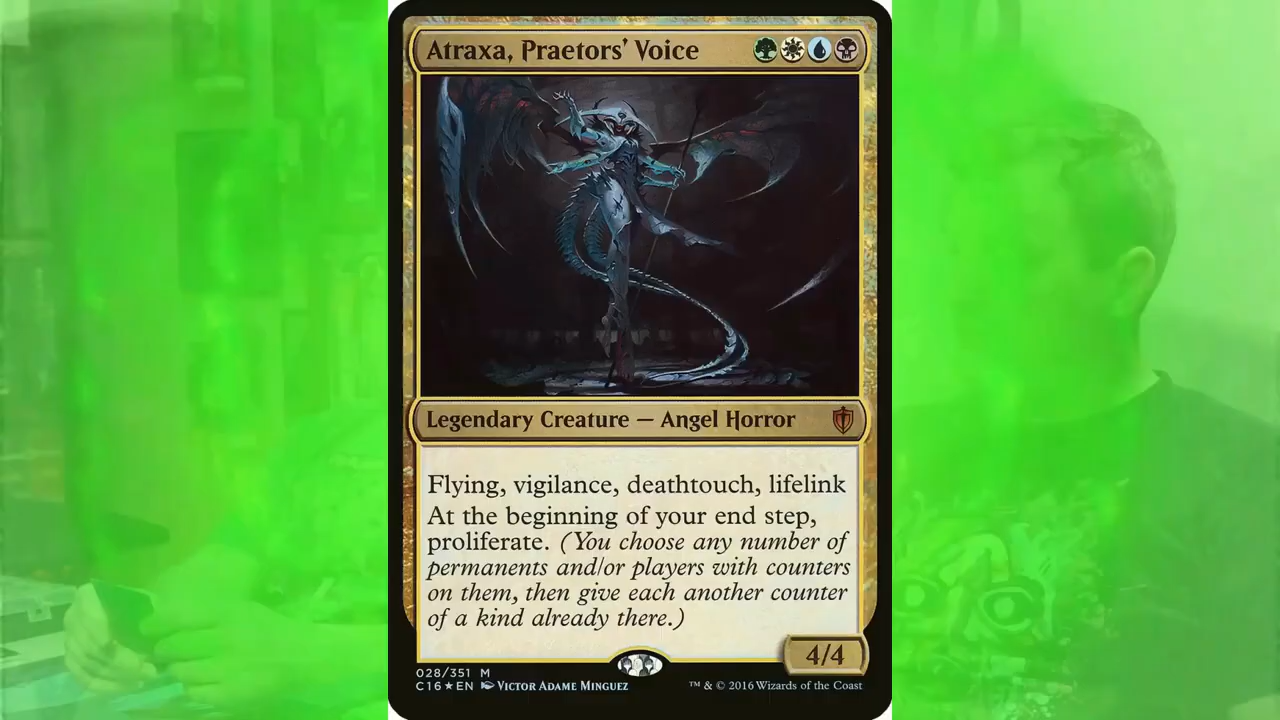 Atraxa, Praetors' Voice
Legendary Creature — Angel Horror
Flying, vigilance, deathtouch, lifelink
At the beginning of your end step,
proliferate. (You choose any number of
permanents and/or players with counters
on them, then give each another counter
of a kind already there.)
4/4
028/351 M
C16★EN Victor Adame Minguez
™ & © 2016 Wizards of the Coast